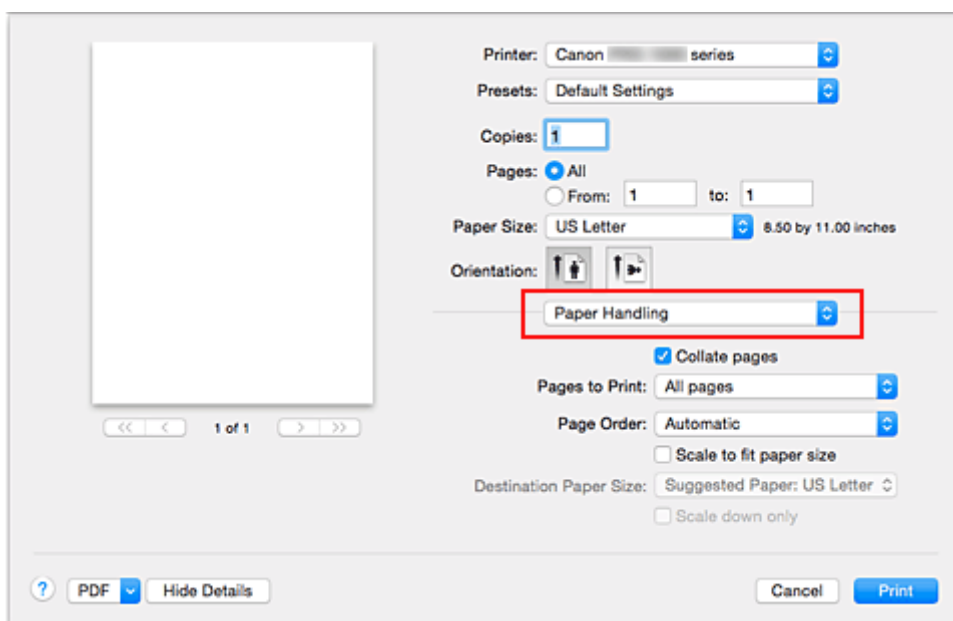 Printer: Canon series
Presets: Default Settings
Copies: 1
Pages: All
From: 1 to: 1
Paper Size: US Letter 8.50 by 11.00 inches
Orientation:
Paper Handling
Collate pages
Pages to Print: All pages
1 of 1
Page Order: Automatic
Scale to fit paper size
Destination Paper Size: Suggested Paper: US Letter
Scale down only
? PDF Hide Details Cancel Print